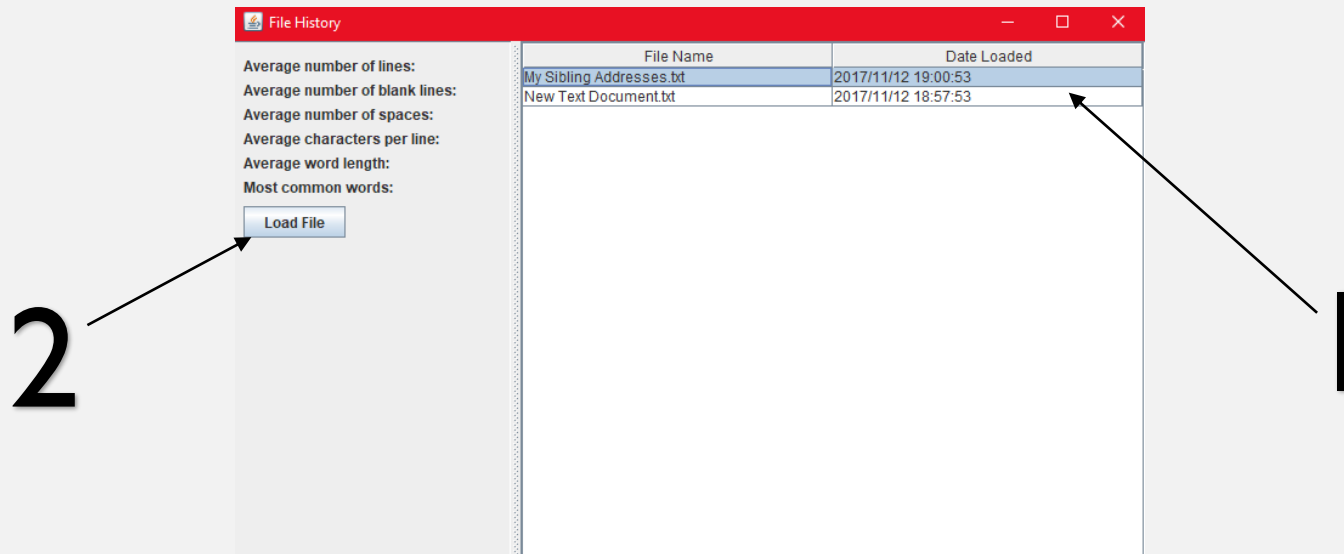 File History
File Name Date Loaded
My Sibling Addresses.txt 2017/11/12 19:00:53
New Text Document.txt 2017/11/12 18:57:53
Average number of lines:
Average number of blank lines:
Average number of spaces:
Average characters per line:
Average word length:
Most common words:
Load File
2